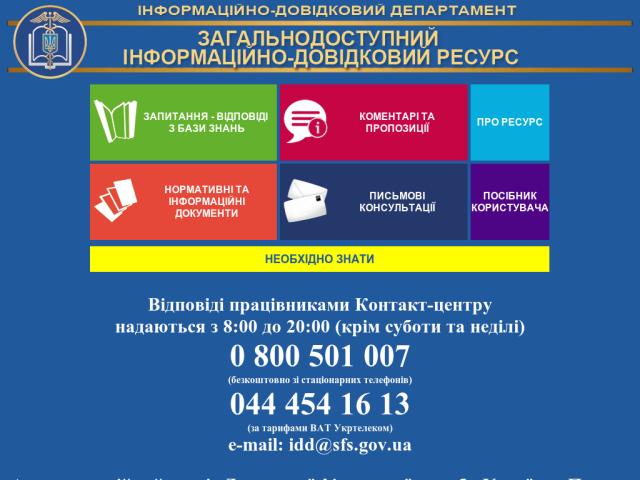 ІНФОРМАЦІЙНО-ДОВІДКОВИЙ ДЕПАРТАМЕНТ
ЗАГАЛЬНОДОСТУПНИЙ
ІНФОРМАЦІЙНО-ДОВІДКОВИЙ РЕСУРС
ЗАПИТАННЯ - ВІДПОВІДІ
З БАЗИ ЗНАНЬ
КОМЕНТАРІ ТА
ПРОПОЗИЦІЇ
ПРО РЕСУРС
НОРМАТИВНІ ТА
ІНФОРМАЦІЙНІ
ДОКУМЕНТИ
ПИСЬМОВІ
КОНСУЛЬТАЦІЇ
ПОСІБНИК
КОРИСТУВАЧА
НЕОБХІДНО ЗНАТИ
Відповіді працівниками Контакт-центру
надаються з 8:00 до 20:00 (крім суботи та неділі)
0 800 501 007
(безкоштовно зі стаціонарних телефонів)
044 454 16 13
(за тарифами ВАТ Укртелеком)
e-mail: idd@sfs.gov.ua